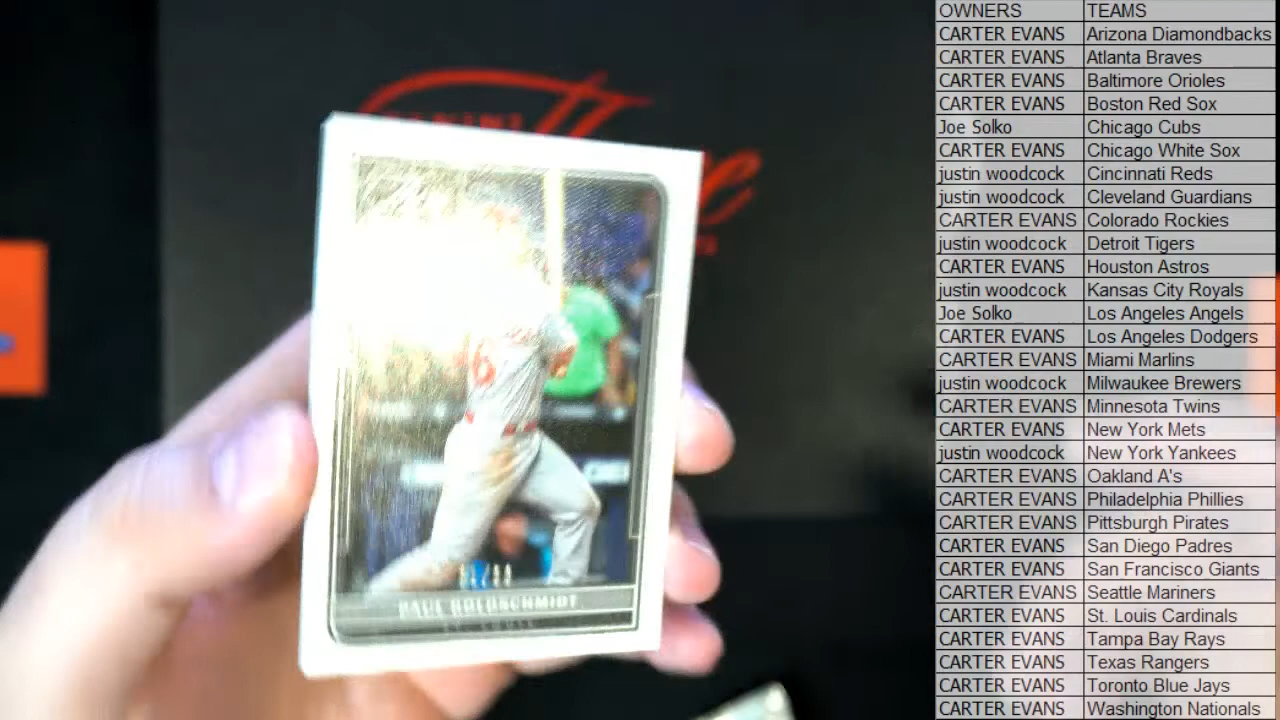 OWNERS TEAMS
CARTER EVANS Arizona Diamondbacks
CARTER EVANS Atlanta Braves
CARTER EVANS Baltimore Orioles
CARTER EVANS Boston Red Sox
Joe Solko Chicago Cubs
CARTER EVANS Chicago White Sox
justin woodcock Cincinnati Reds
justin woodcock Cleveland Guardians
CARTER EVANS Colorado Rockies
justin woodcock Detroit Tigers
CARTER EVANS Houston Astros
justin woodcock Kansas City Royals
Joe Solko Los Angeles Angels
CARTER EVANS Los Angeles Dodgers
CARTER EVANS Miami Marlins
justin woodcock Milwaukee Brewers
CARTER EVANS Minnesota Twins
CARTER EVANS New York Mets
justin woodcock New York Yankees
CARTER EVANS Oakland A's
CARTER EVANS Philadelphia Phillies
CARTER EVANS Pittsburgh Pirates
CARTER EVANS San Diego Padres
CARTER EVANS San Francisco Giants
CARTER EVANS Seattle Mariners
CARTER EVANS St. Louis Cardinals
CARTER EVANS Tampa Bay Rays
CARTER EVANS Texas Rangers
CARTER EVANS Toronto Blue Jays
CARTER EVANS Washington Nationals
PAUL GOLDSCHMIDT